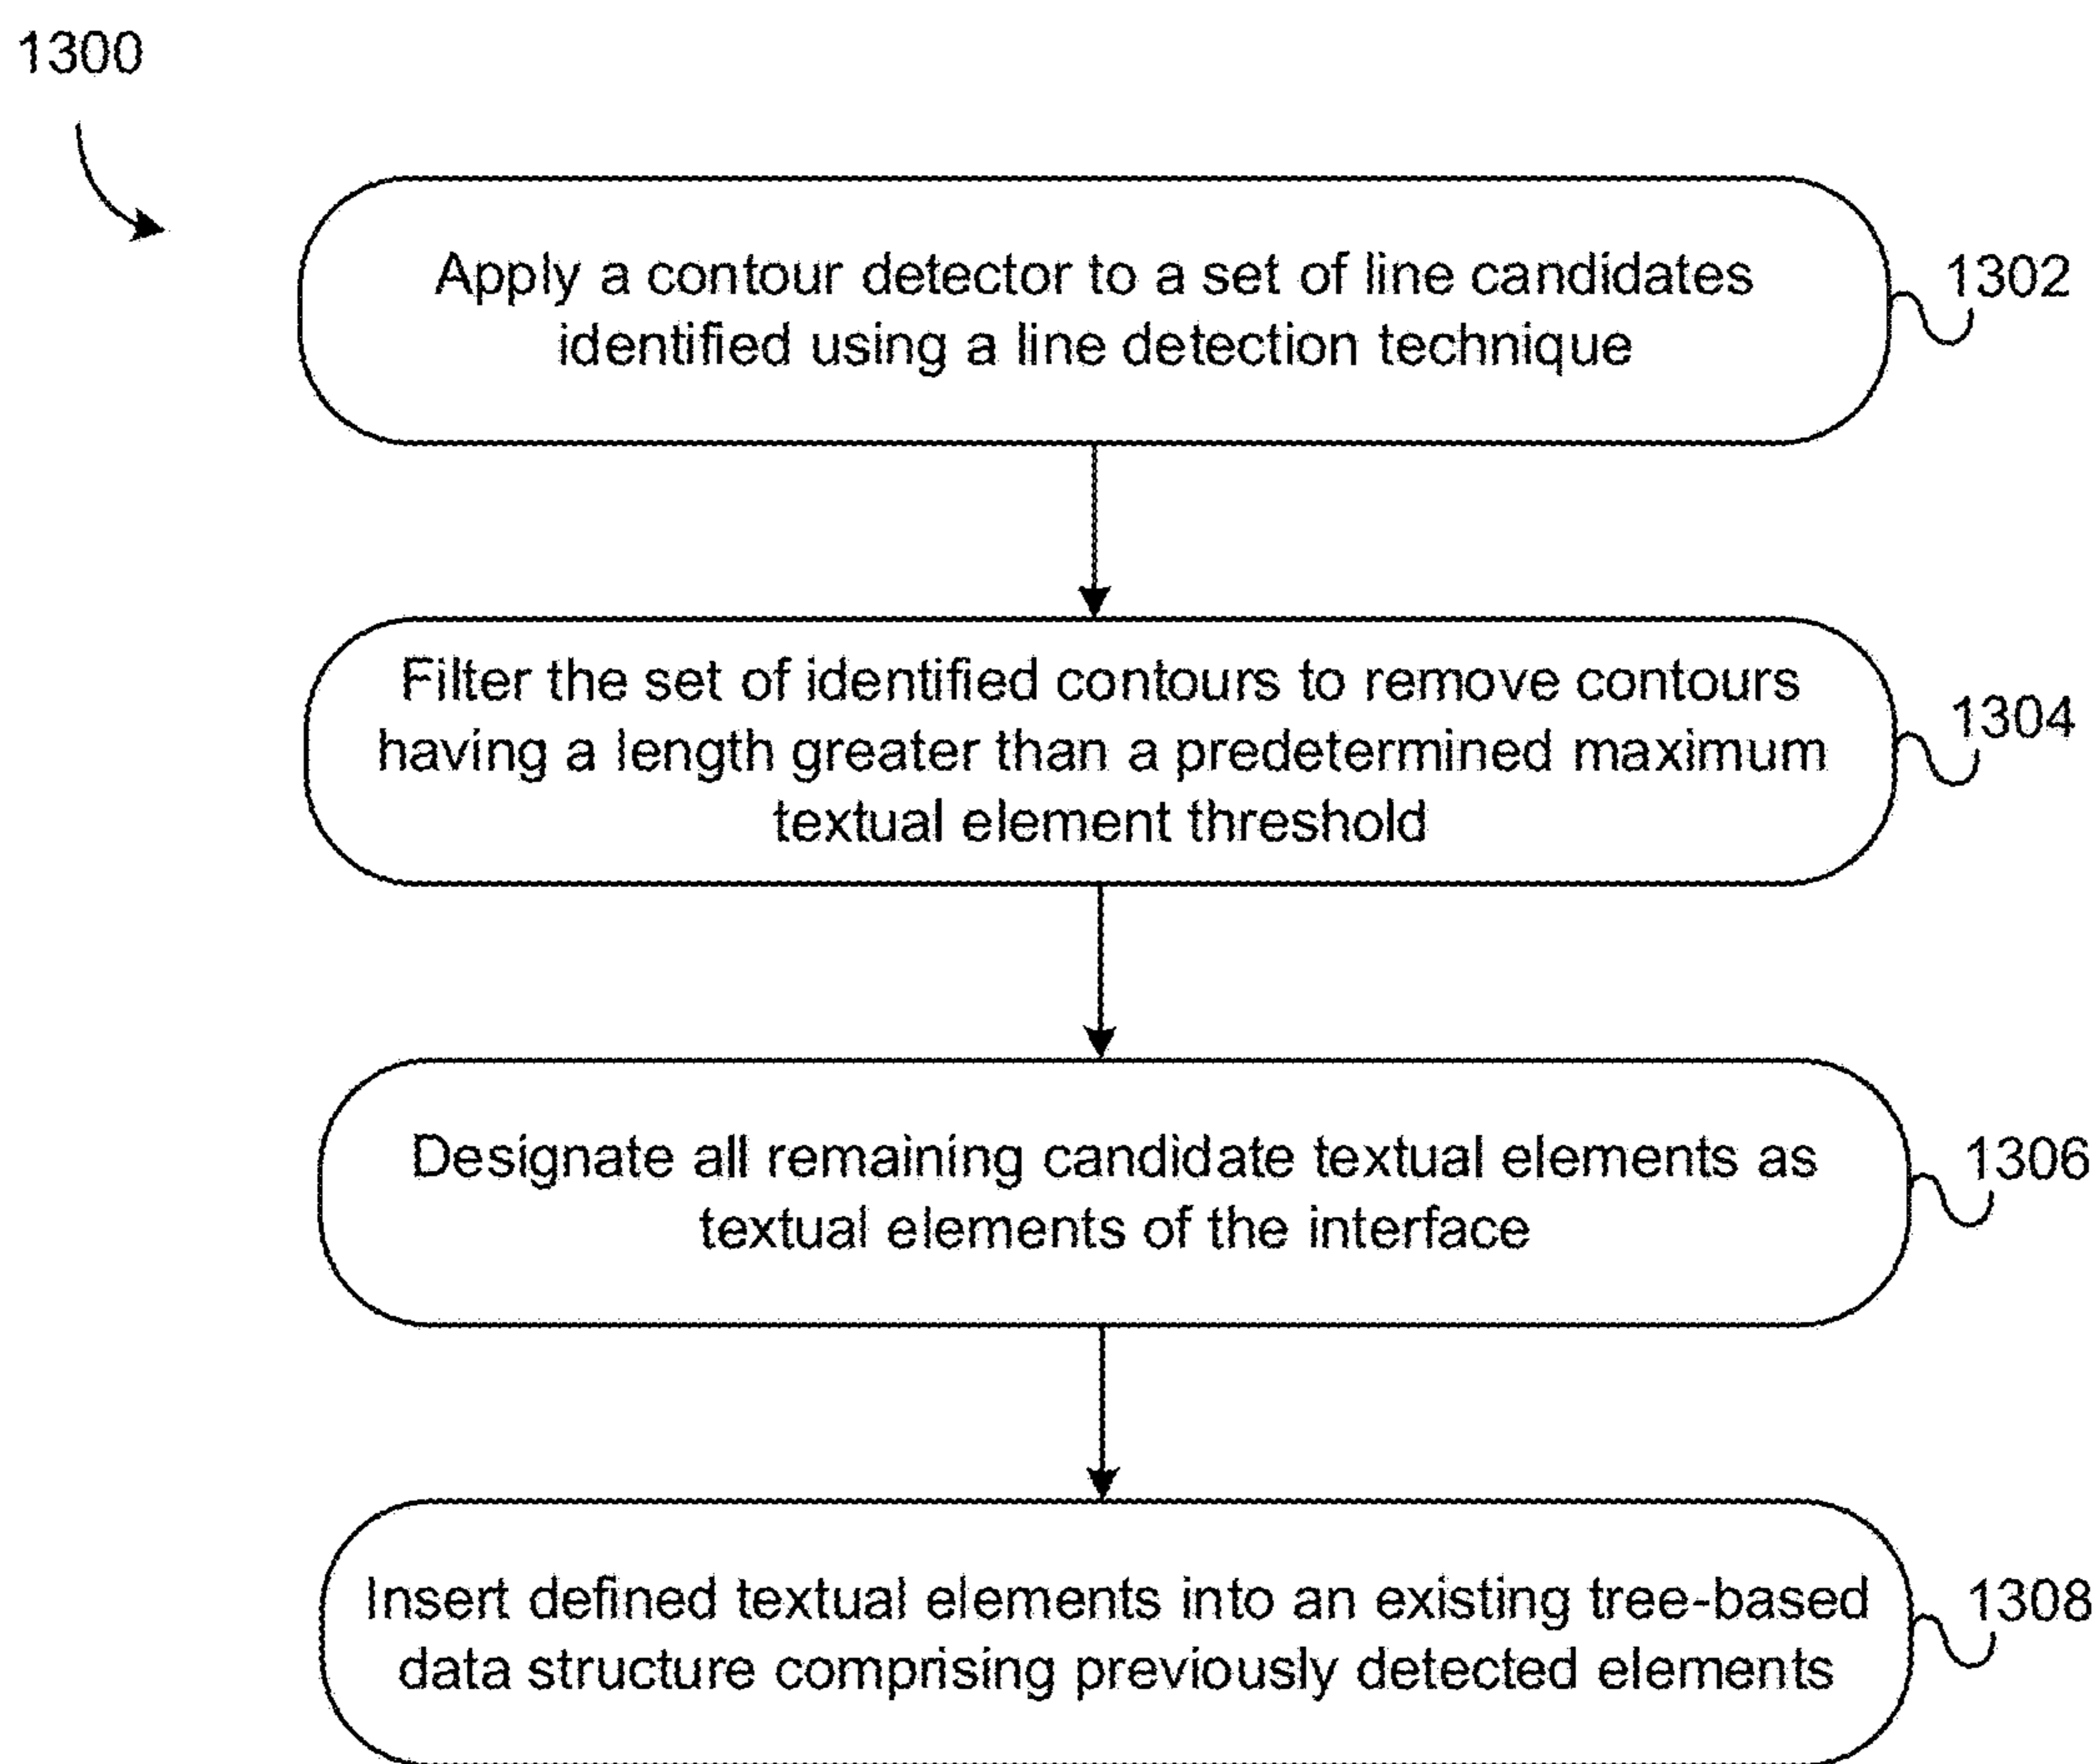 1300
Apply a contour detector to a set of line candidates
identified using a line detection technique
1302
Filter the set of identified contours to remove contours
having a length greater than a predetermined maximum
textual element threshold
1304
Designate all remaining candidate textual elements as
textual elements of the interface
1306
Insert defined textual elements into an existing tree-based
data structure comprising previously detected elements
1308